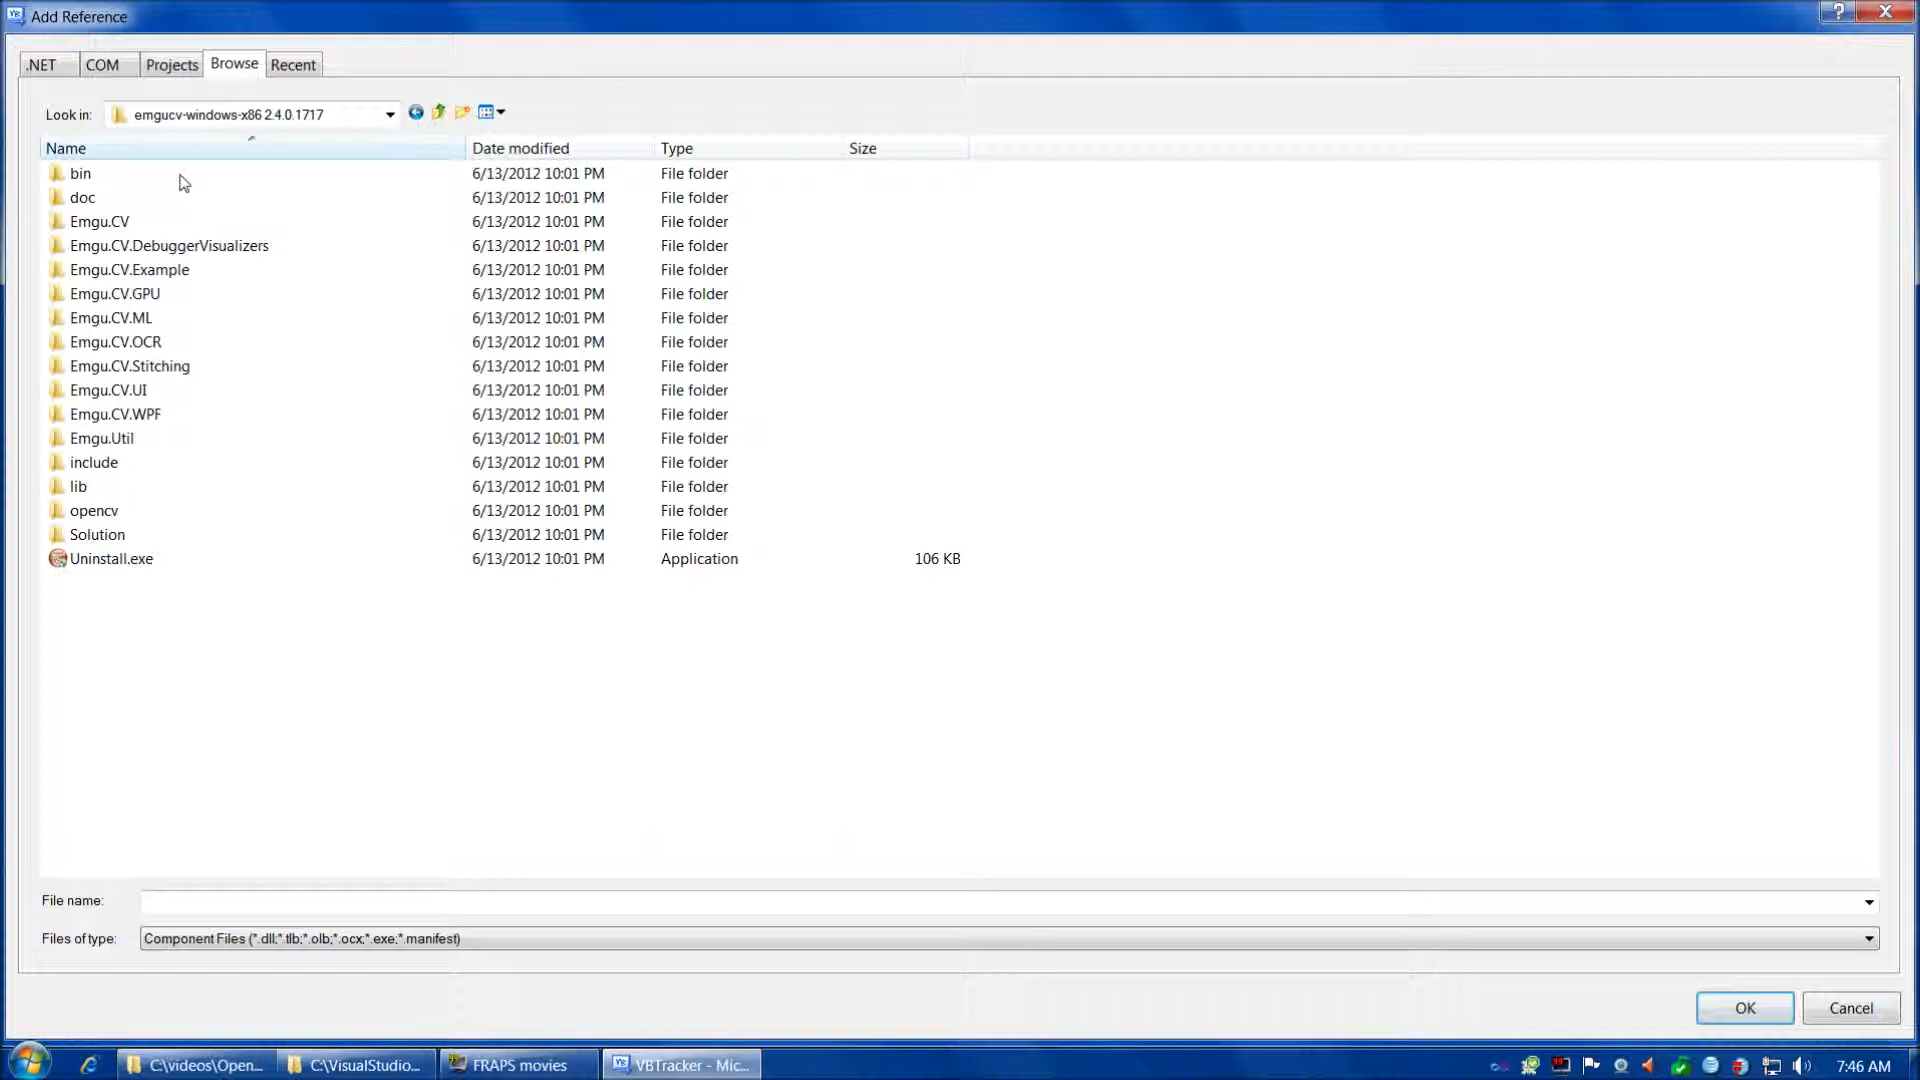 Add Reference
.NET COM Projects Browse Recent
Look in: emgucv-windows-x86 2.4.0.1717
Name Date modified Type Size
bin 6/13/2012 10:01 PM File folder
doc 6/13/2012 10:01 PM File folder
Emgu.CV 6/13/2012 10:01 PM File folder
Emgu.CV.DebuggerVisualizers 6/13/2012 10:01 PM File folder
Emgu.CV.Example 6/13/2012 10:01 PM File folder
Emgu.CV.GPU 6/13/2012 10:01 PM File folder
Emgu.CV.ML 6/13/2012 10:01 PM File folder
Emgu.CV.OCR 6/13/2012 10:01 PM File folder
Emgu.CV.Stitching 6/13/2012 10:01 PM File folder
Emgu.CV.UI 6/13/2012 10:01 PM File folder
Emgu.CV.WPF 6/13/2012 10:01 PM File folder
Emgu.Util 6/13/2012 10:01 PM File folder
include 6/13/2012 10:01 PM File folder
lib 6/13/2012 10:01 PM File folder
opencv 6/13/2012 10:01 PM File folder
Solution 6/13/2012 10:01 PM File folder
Uninstall.exe 6/13/2012 10:01 PM Application 106 KB
File name:
Files of type: Component Files (*.dll;*.tlb;*.olb;*.ocx;*.exe;*.manifest)
OK Cancel
C:\videos\Open... C:\VisualStudio... FRAPS movies VBTracker - Mic... 7:46 AM